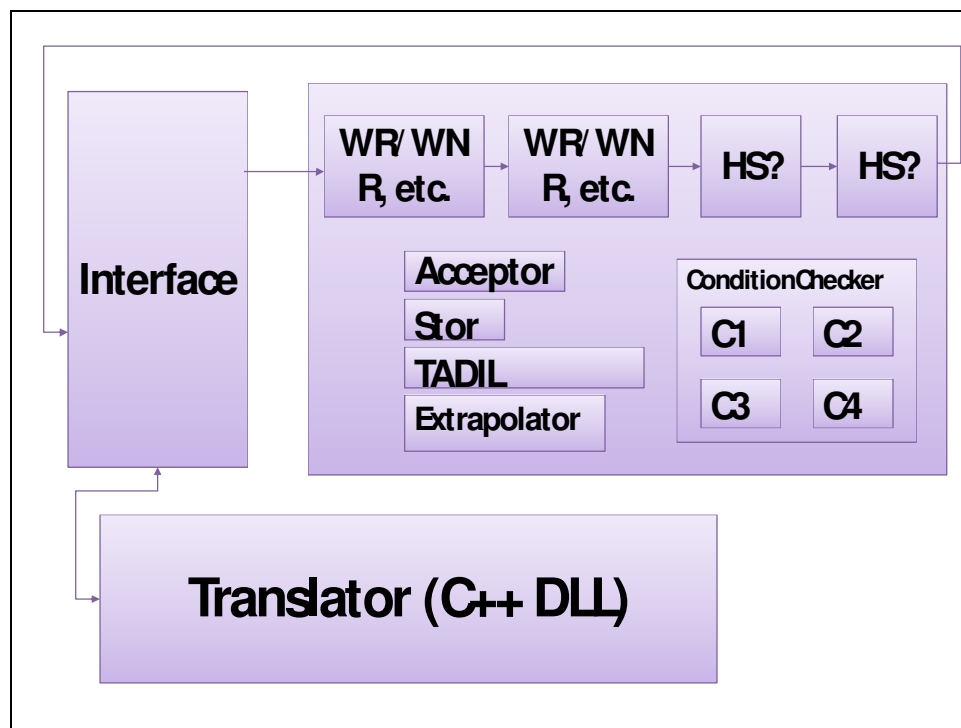 WR/ WN
R, etc.
WR/ WN
R, etc.
HS?
HS?
Interface
Acceptor
Stor
TADIL
Extrapolator
ConditionChecker
C1
C2
C3
C4
Translator (C++ DLL)